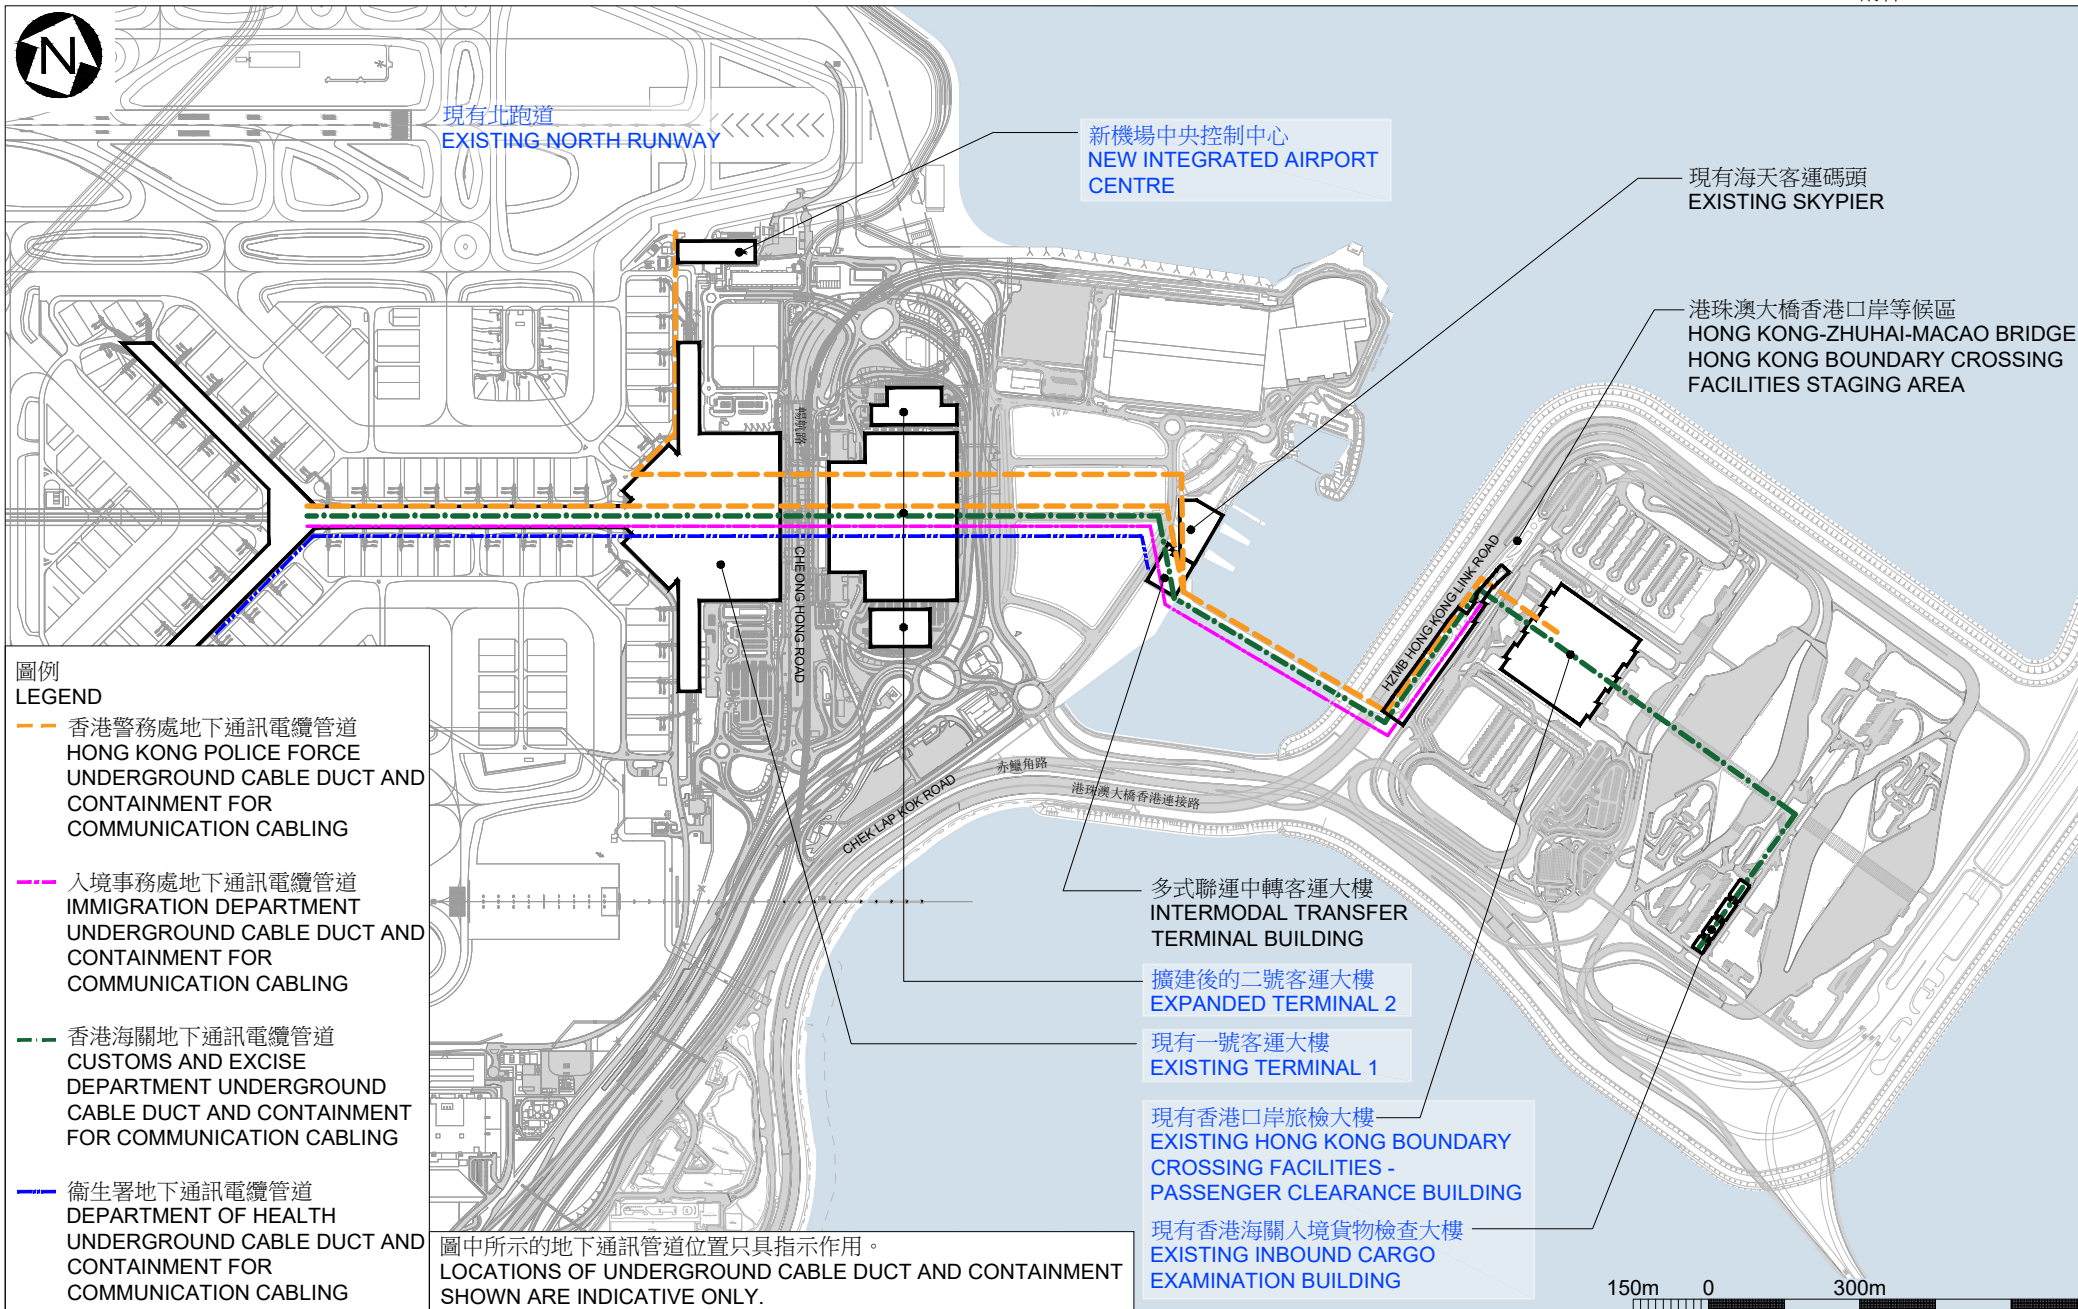 N
現有北跑道
EXISTING NORTH RUNWAY
新機場中央控制中心
NEW INTEGRATED AIRPORT
CENTRE
現有海天客運碼頭
EXISTING SKYPIER
港珠澳大橋香港口岸等候區
HONG KONG-ZHUHAI-MACAO BRIDGE
HONG KONG BOUNDARY CROSSING
FACILITIES STAGING AREA
暢航路
CHEONG HONG ROAD
HZMB HONG KONG LINK ROAD
赤鱲角路
CHEK LAP KOK ROAD
港珠澳大橋香港連接路
多式聯運中轉客運大樓
INTERMODAL TRANSFER
TERMINAL BUILDING
擴建後的二號客運大樓
EXPANDED TERMINAL 2
現有一號客運大樓
EXISTING TERMINAL 1
現有香港口岸旅檢大樓
EXISTING HONG KONG BOUNDARY
CROSSING FACILITIES -
PASSENGER CLEARANCE BUILDING
現有香港海關入境貨物檢查大樓
EXISTING INBOUND CARGO
EXAMINATION BUILDING
圖例
LEGEND
香港警務處地下通訊電纜管道
HONG KONG POLICE FORCE
UNDERGROUND CABLE DUCT AND
CONTAINMENT FOR
COMMUNICATION CABLING
入境事務處地下通訊電纜管道
IMMIGRATION DEPARTMENT
UNDERGROUND CABLE DUCT AND
CONTAINMENT FOR
COMMUNICATION CABLING
香港海關地下通訊電纜管道
CUSTOMS AND EXCISE
DEPARTMENT UNDERGROUND
CABLE DUCT AND CONTAINMENT
FOR COMMUNICATION CABLING
衞生署地下通訊電纜管道
DEPARTMENT OF HEALTH
UNDERGROUND CABLE DUCT AND
CONTAINMENT FOR
COMMUNICATION CABLING
圖中所示的地下通訊管道位置只具指示作用。
LOCATIONS OF UNDERGROUND CABLE DUCT AND CONTAINMENT
SHOWN ARE INDICATIVE ONLY.
150m 0 300m